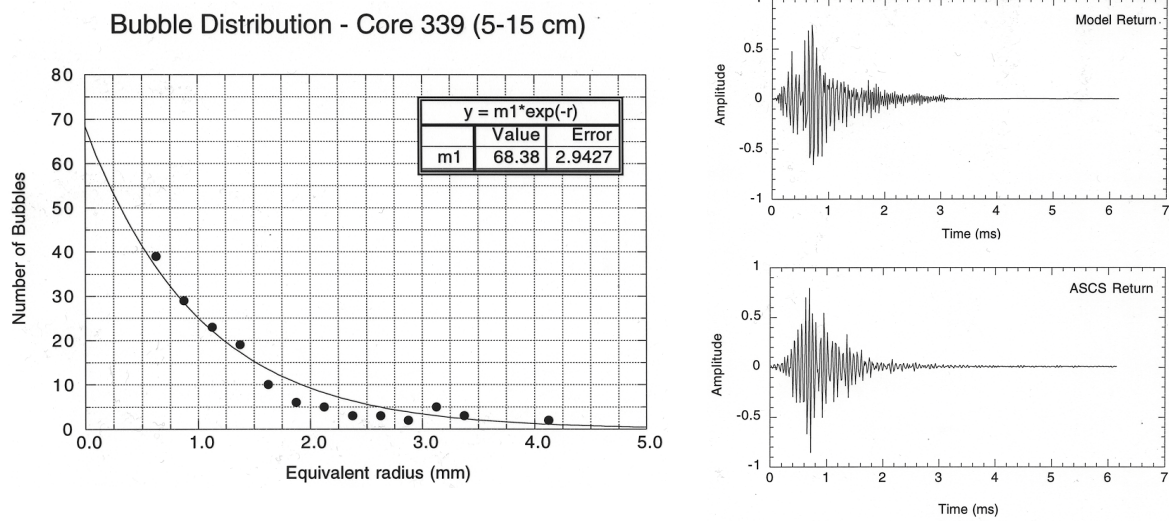 Bubble Distribution - Core 339 (5-15 cm)
80
70
60
50
40
30
20
10
0
Number of Bubbles
y = m1*exp(-r)
Value Error
m1 68.38 2.9427
0.0 1.0 2.0 3.0 4.0 5.0
Equivalent radius (mm)
Model Return
0.5
0
-0.5
-1
Amplitude
0 1 2 3 4 5 6 7
Time (ms)
ASCS Return
1
0.5
0
-0.5
-1
Amplitude
0 1 2 3 4 5 6 7
Time (ms)